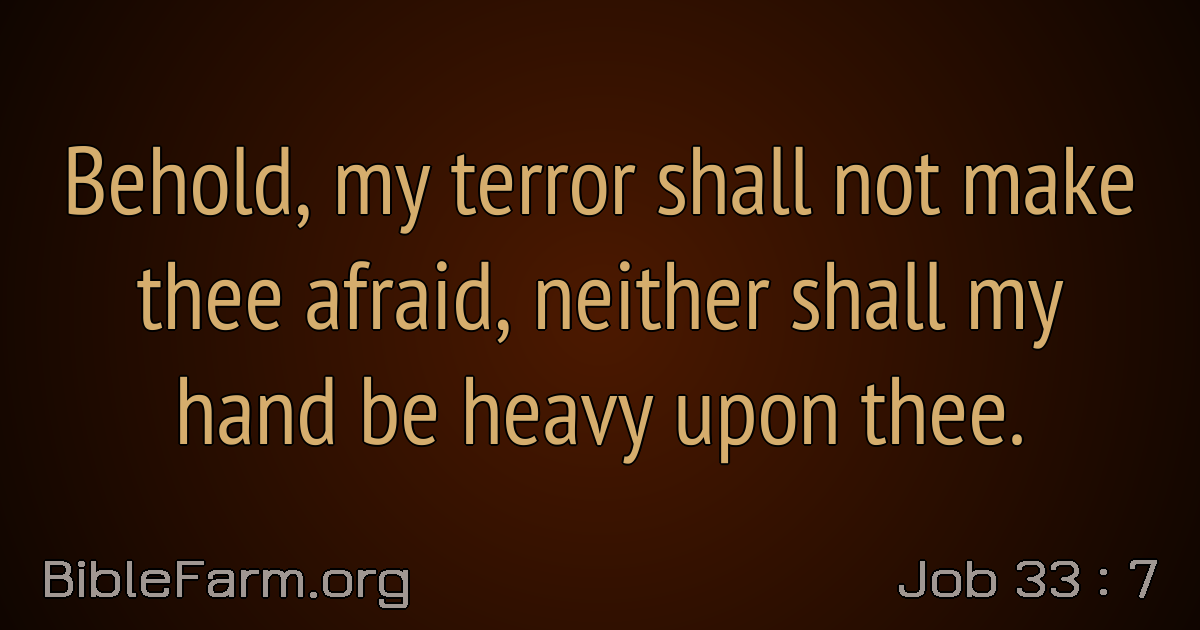 Behold, my terror shall not make
thee afraid, neither shall my
hand be heavy upon thee.
BibleFarm.org
Job 33 : 7